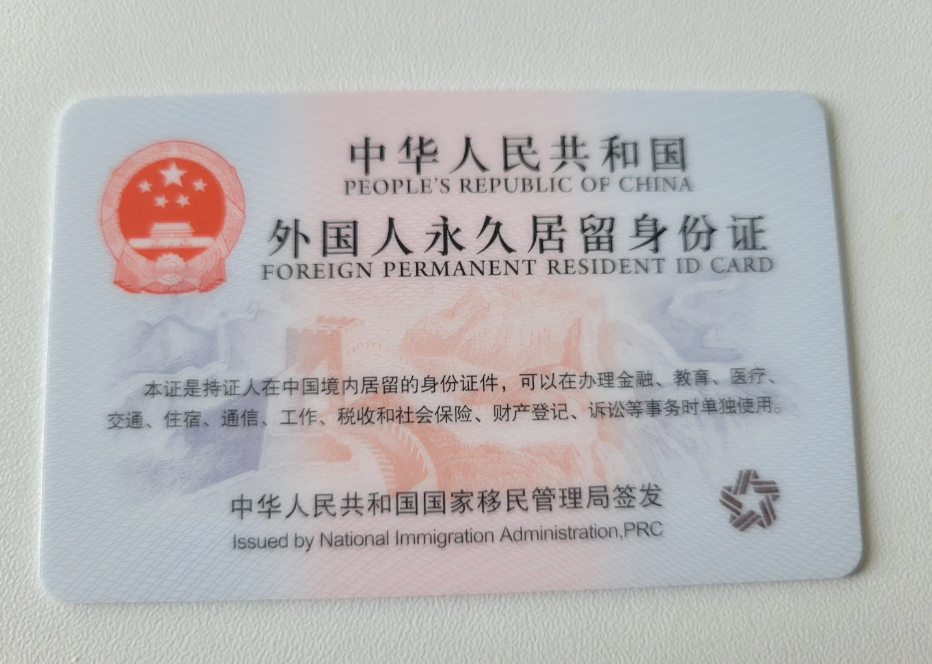 中华人民共和国
PEOPLE'S REPUBLIC OF CHINA
外国人永久居留身份证
FOREIGN PERMANENT RESIDENT ID CARD
本证是持证人在中国境内居留的身份证件，可以在办理金融、教育、医疗、
交通、住宿、通信、工作、税收和社会保险、财产登记、诉讼等事务时单独使用。
中华人民共和国国家移民管理局签发
Issued by National Immigration Administration,PRC